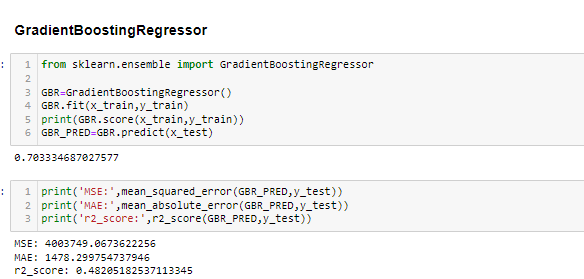 GradientBoostingRegressor
: 1 from sklearn.ensemble import GradientBoostingRegressor
2
3 GBR=GradientBoostingRegressor()
4 GBR.fit(x_train,y_train)
5 print(GBR.score(x_train,y_train))
6 GBR_PRED=GBR.predict(x_test)
0.703334687027577
: 1 print('MSE:',mean_squared_error(GBR_PRED,y_test))
2 print('MAE:',mean_absolute_error(GBR_PRED,y_test))
3 print('r2_score:',r2_score(GBR_PRED,y_test))
MSE: 4003749.0673622256
MAE: 1478.299754737946
r2_score: 0.48205182537113345